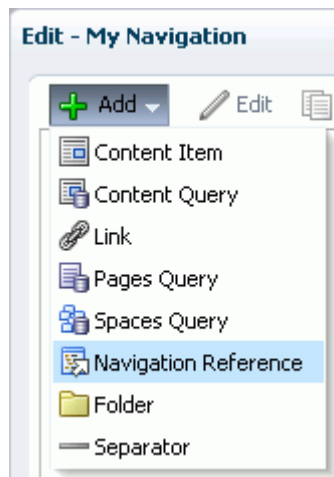 Edit - My Navigation
Add Edit
Content Item
Content Query
Link
Pages Query
Spaces Query
Navigation Reference
Folder
Separator